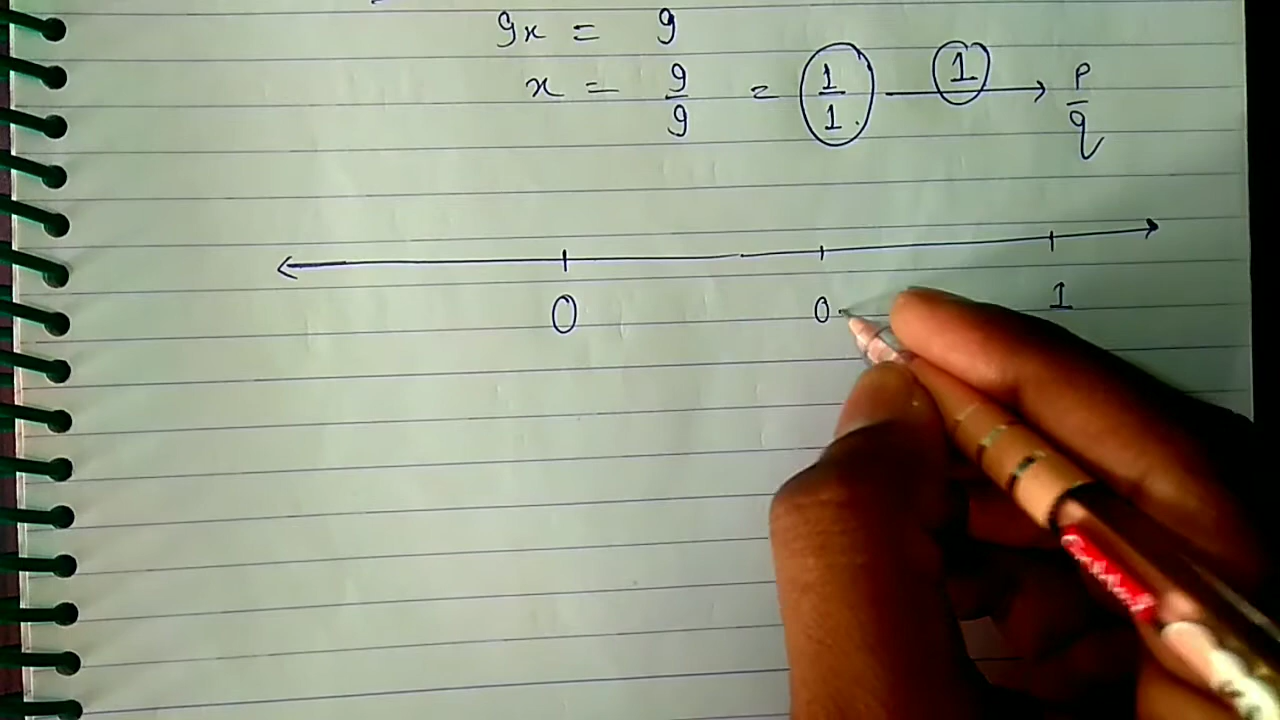 9x = 9
x = 9/9 = 1/1 1 → p/q
0 0. 1